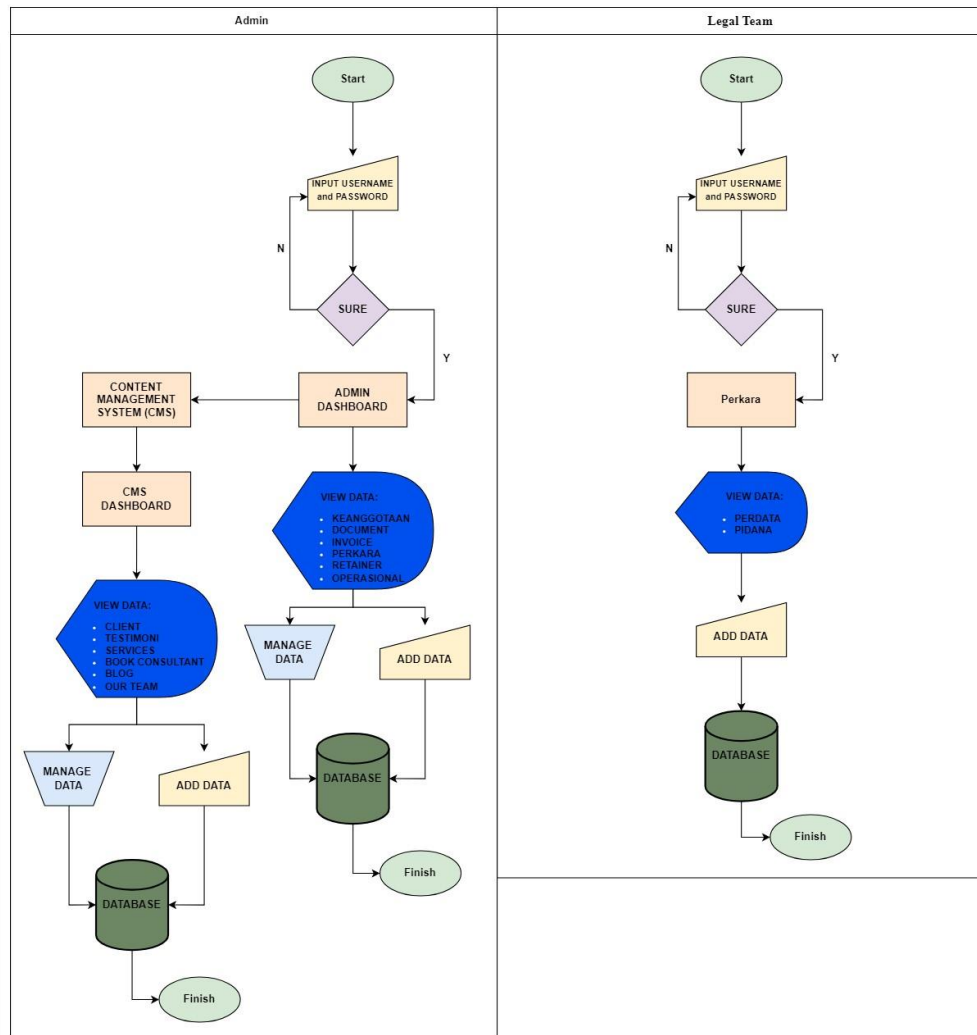 Admin
Start
INPUT USERNAME
and PASSWORD
N
SURE
Y
ADMIN
DASHBOARD
CONTENT
MANAGEMENT
SYSTEM (CMS)
CMS
DASHBOARD
VIEW DATA:
• KEANGGOTAAN
• DOCUMENT
• INVOICE
• PERKARA
• RETAINER
• OPERASIONAL
MANAGE
DATA
ADD DATA
DATABASE
Finish
VIEW DATA:
• CLIENT
• TESTIMONI
• SERVICES
• BOOK CONSULTANT
• BLOG
• OUR TEAM
MANAGE
DATA
ADD DATA
DATABASE
Finish
Legal Team
Start
INPUT USERNAME
and PASSWORD
N
SURE
Y
Perkara
VIEW DATA:
• PERDATA
• PIDANA
ADD DATA
DATABASE
Finish